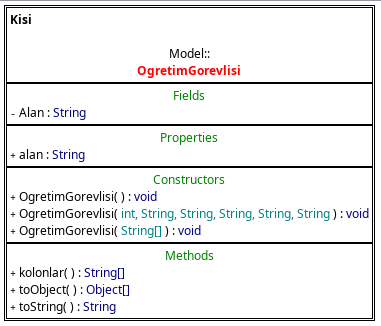 Kisi
Model::
OgretimGorevlisi
Fields
- Alan : String
Properties
+ alan : String
Constructors
+ OgretimGorevlisi( ) : void
+ OgretimGorevlisi( int, String, String, String, String, String ) : void
+ OgretimGorevlisi( String[] ) : void
Methods
+ kolonlar( ) : String[]
+ toObject( ) : Object[]
+ toString( ) : String